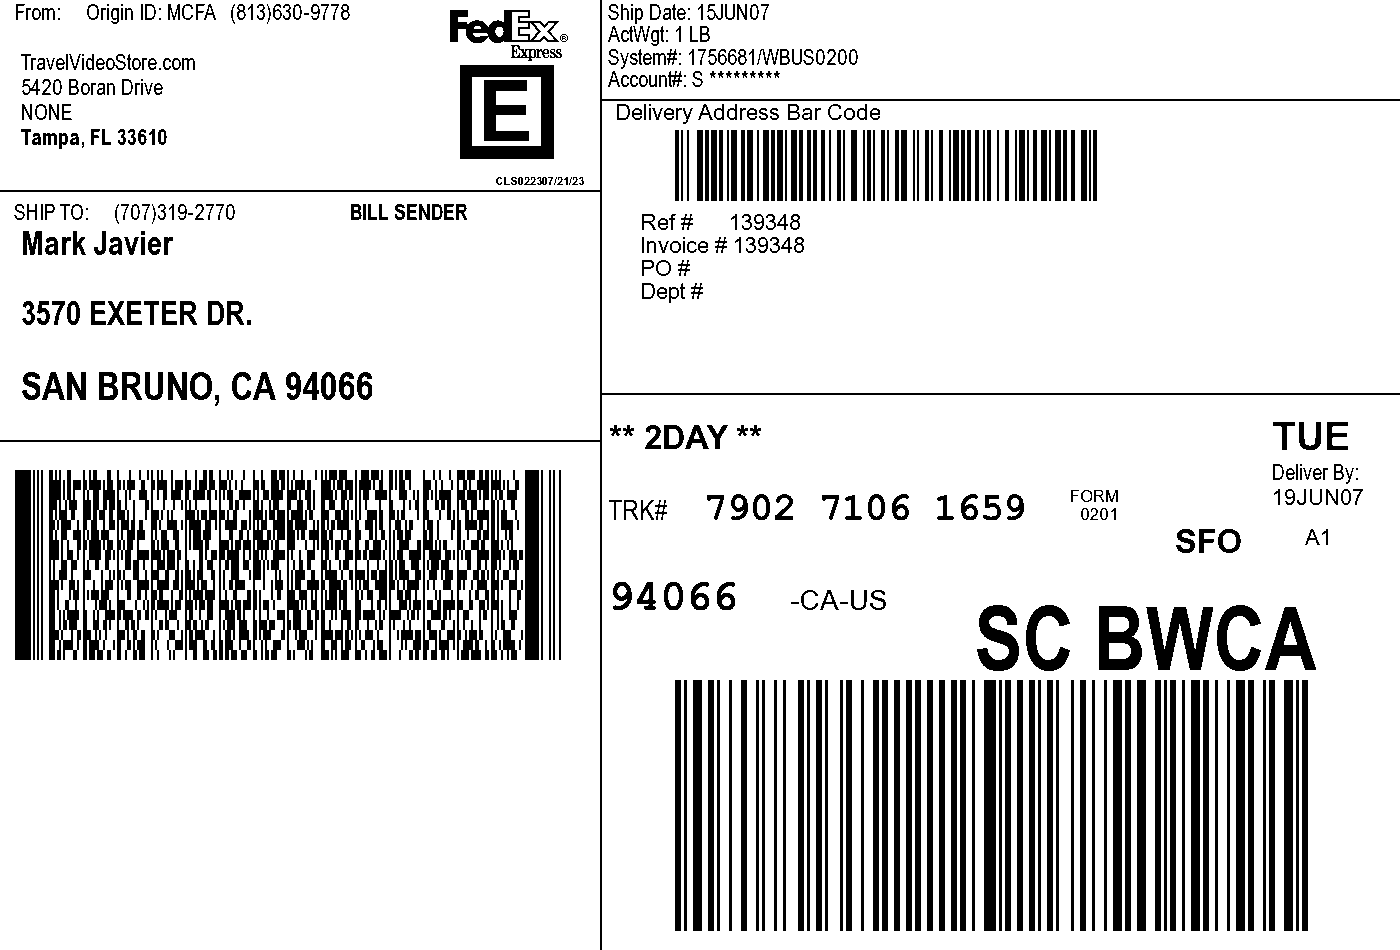 From: Origin ID: MCFA (813)630-9778
TravelVideoStore.com
5420 Boran Drive
NONE
Tampa, FL 33610
FedEx®
Express
E
CLS022307/21/23
SHIP TO: (707)319-2770 BILL SENDER
Mark Javier
3570 EXETER DR.
SAN BRUNO, CA 94066
Ship Date: 15JUN07
ActWgt: 1 LB
System#: 1756681/WBUS0200
Account#: S *********
Delivery Address Bar Code
Ref # 139348
Invoice # 139348
PO #
Dept #
** 2DAY **
TUE
Deliver By:
19JUN07
TRK# 7902 7106 1659
FORM
0201
SFO A1
94066 -CA-US
SC BWCA